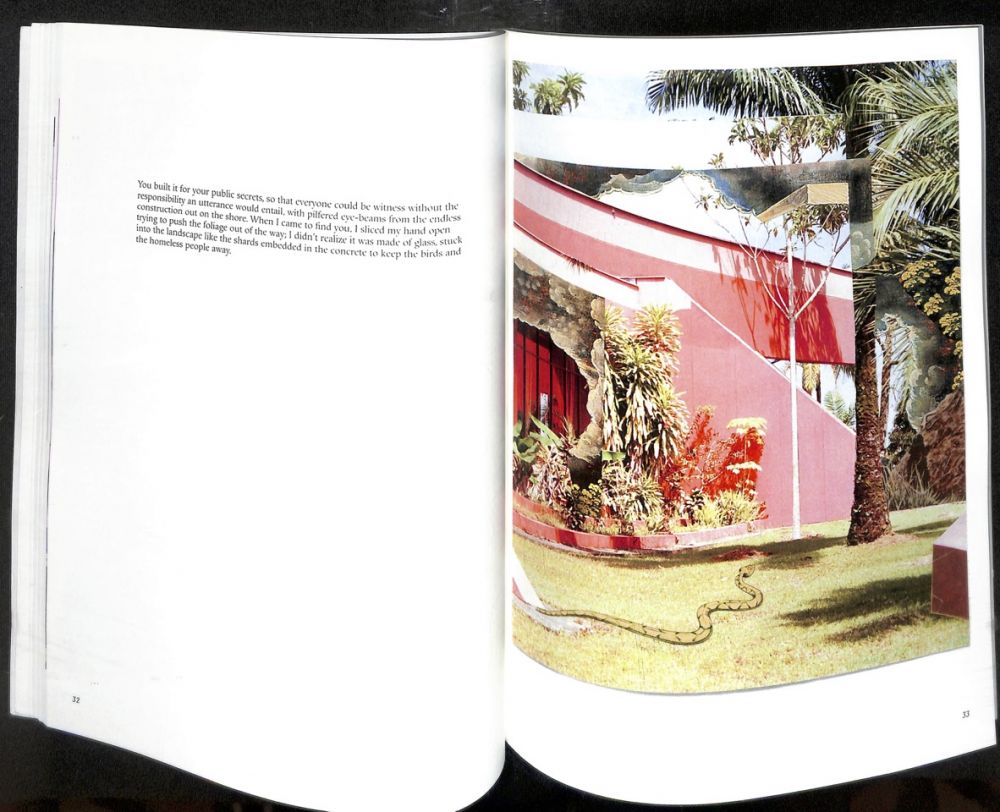 You built it for your public secrets, so that everyone could be witness without the
responsibility an utterance would entail, with pilfered eye-beams from the endless
construction out on the shore. When I came to find you, I sliced my hand open
trying to push the foliage out of the way; I didn't realize it was made of glass, stuck
into the landscape like the shards embedded in the concrete to keep the birds and
the homeless people away.
32
33